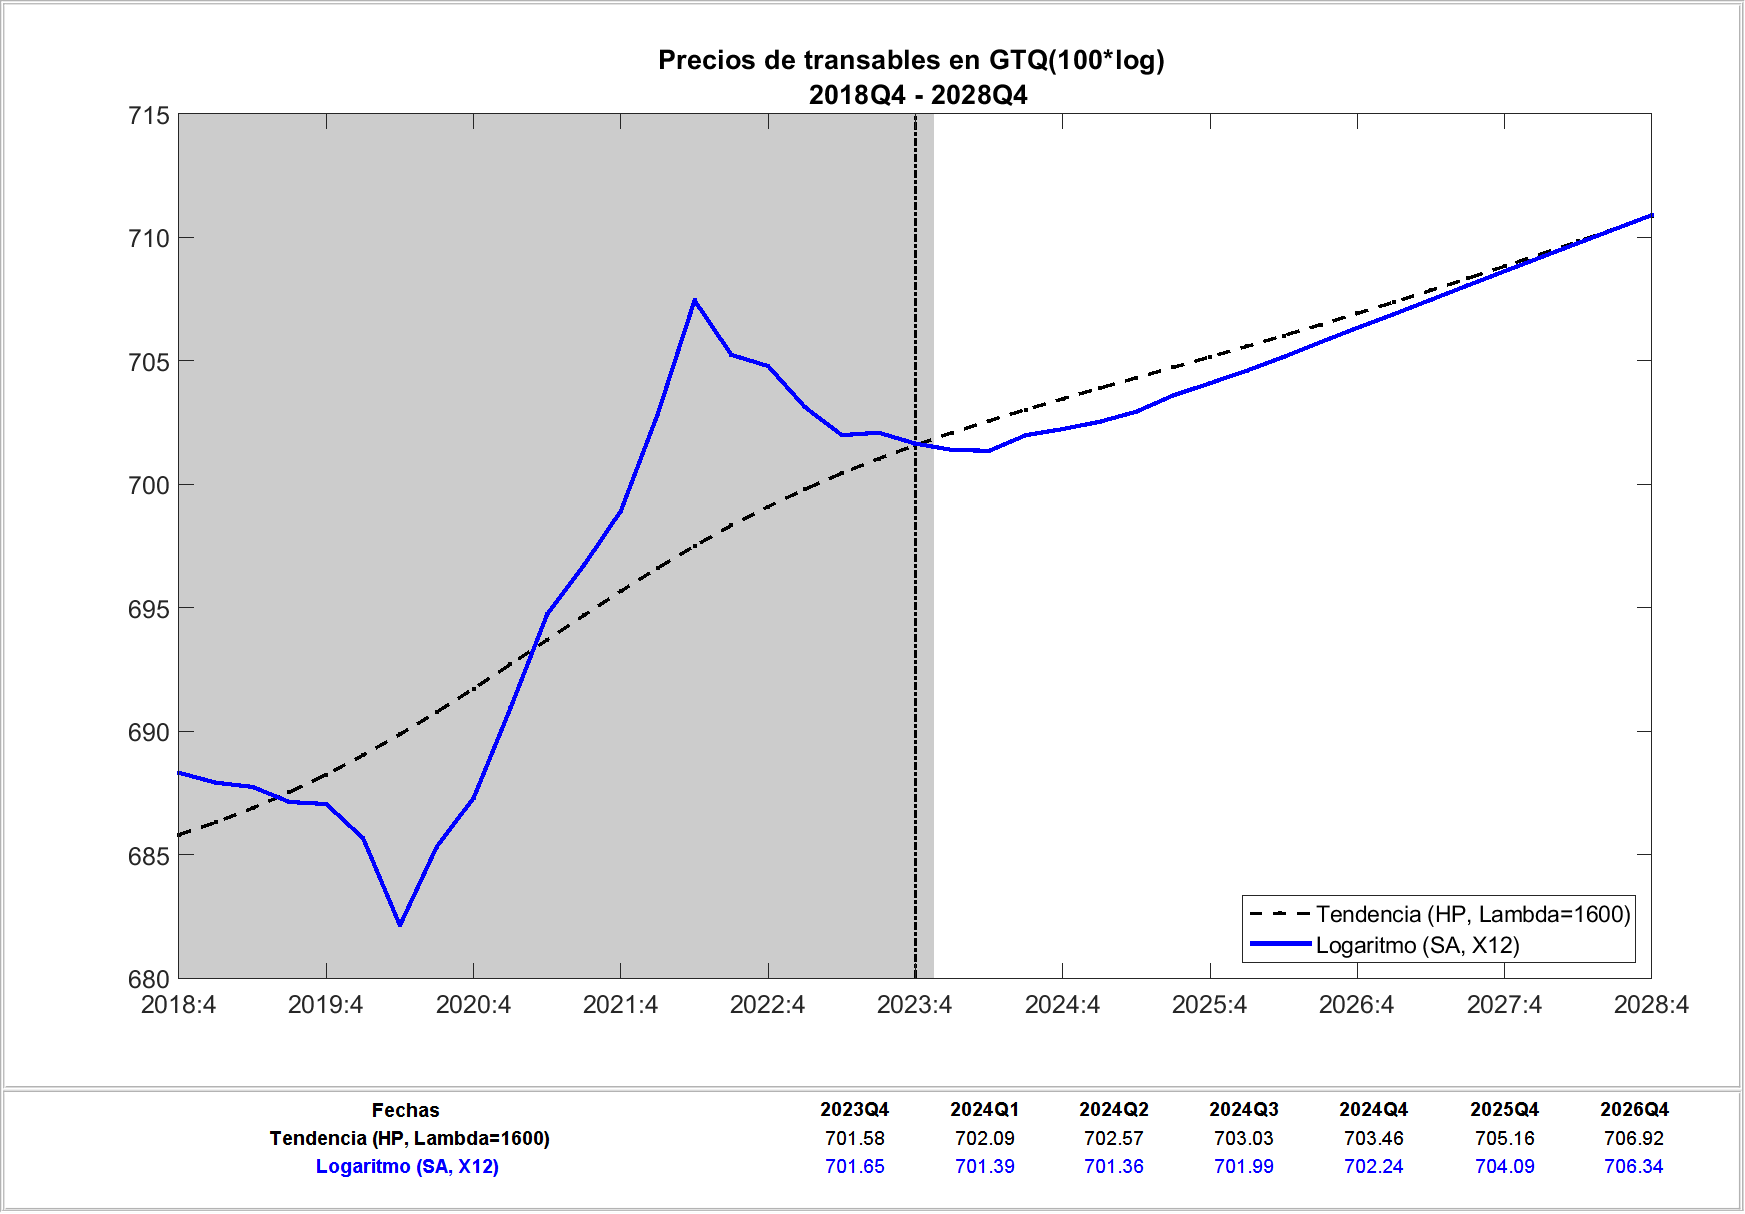 Precios de transables en GTQ(100*log)
2018Q4 - 2028Q4
715
710
705
700
695
690
685
680
2018:4 2019:4 2020:4 2021:4 2022:4 2023:4 2024:4 2025:4 2026:4 2027:4 2028:4
Tendencia (HP, Lambda=1600)
Logaritmo (SA, X12)
Fechas 2023Q4 2024Q1 2024Q2 2024Q3 2024Q4 2025Q4 2026Q4
Tendencia (HP, Lambda=1600) 701.58 702.09 702.57 703.03 703.46 705.16 706.92
Logaritmo (SA, X12) 701.65 701.39 701.36 701.99 702.24 704.09 706.34